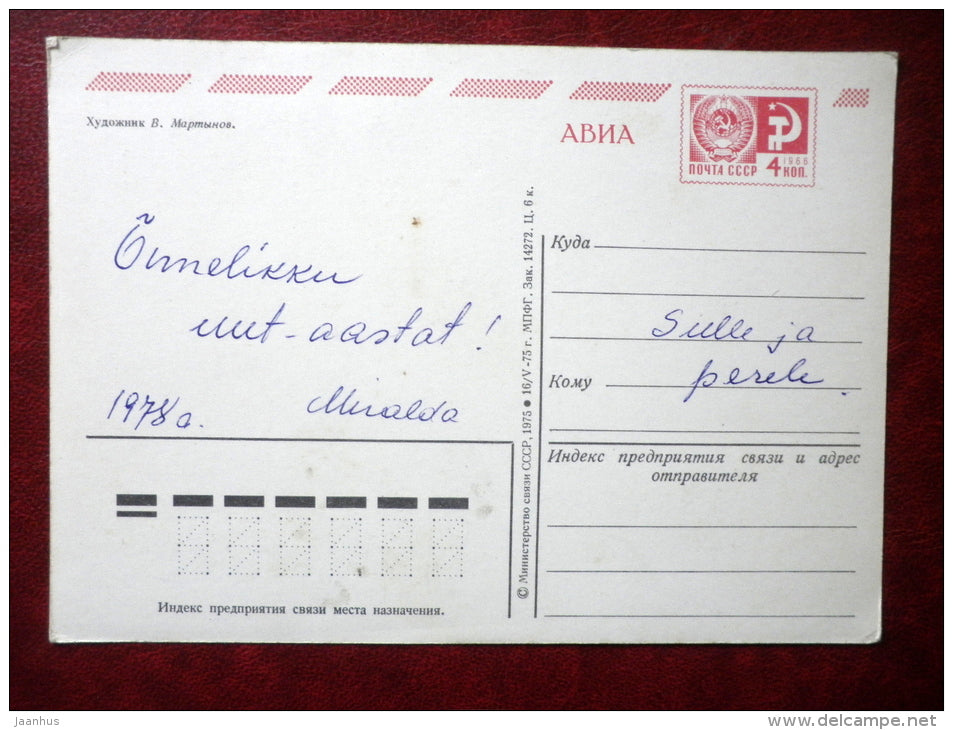 Художник В. Мартынов.
АВИА
ПОЧТА СССР
1966
4 КОП.
Õnnelikku
uut-aastat!
1978 a.
Miralda
© Министерство связи СССР, 1975 ● 16/V-75 г. МПФГ. Зак. 14272. Ц. 6 к.
Куда
Sulle ja
Кому
perele.
Индекс предприятия связи и адрес
отправителя
Индекс предприятия связи места назначения.
Jaanhus
www.delcampe.net